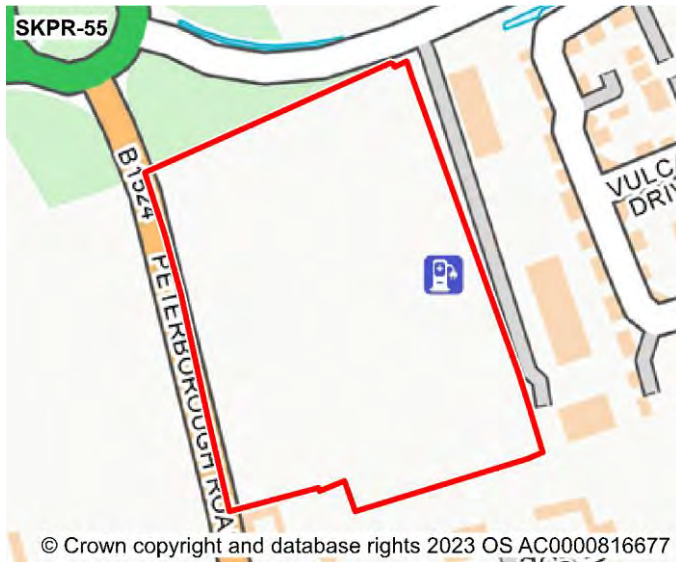 SKPR-55
B1524
PETERBOROUGH ROA
VULCA
DRIV
© Crown copyright and database rights 2023 OS AC0000816677